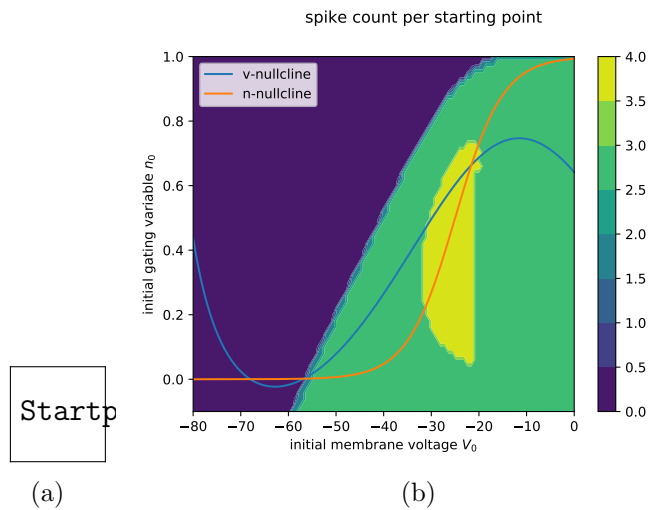 spike count per starting point
1.0
0.8
0.6
0.4
0.2
0.0
initial gating variable n₀
v-nullcline
n-nullcline
−80 −70 −60 −50 −40 −30 −20 −10 0
initial membrane voltage V₀
4.0
3.5
3.0
2.5
2.0
1.5
1.0
0.5
0.0
Startp
(a)
(b)